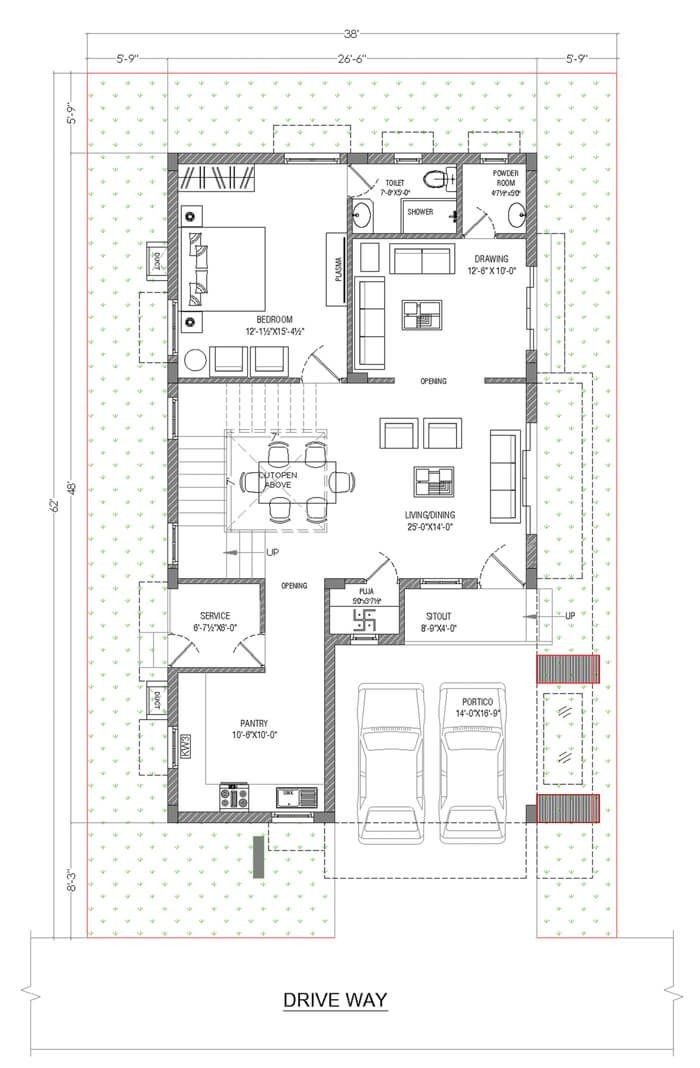 38'
5'-9"
26'-6"
5'-9"
5'-9"
TOILET
7'-8"X5'-0"
SHOWER
POWDER
ROOM
4'7½"x5'0"
DUCT
PLASMA
DRAWING
12'-6" X 10'-0"
BEDROOM
12'-1½"X15'-4½"
OPENING
7'
7'
CUTOPEN
ABOVE
62'
48'
LIVING/DINING
25'-0"X14'-0"
UP
OPENING
PUJA
5'0"x3'7½"
SERVICE
6'-7½"X6'-0"
SITOUT
8'-9"X4'-0"
UP
DUCT
PORTICO
14'-0"X16'-9"
PANTRY
10'-6"X10'-0"
KW3
8'-3"
DRIVE WAY